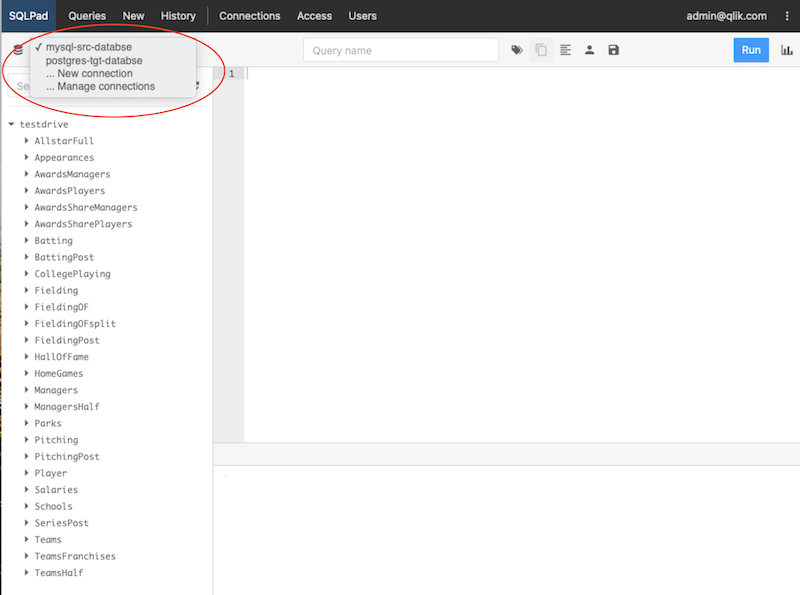 SQLPad Queries New History Connections Access Users admin@qlik.com
✓ mysql-src-databse
postgres-tgt-databse
... New connection
... Manage connections
Query name
Run
Se
1
testdrive
AllstarFull
Appearances
AwardsManagers
AwardsPlayers
AwardsShareManagers
AwardsSharePlayers
Batting
BattingPost
CollegePlaying
Fielding
FieldingOF
FieldingOFsplit
FieldingPost
HallOfFame
HomeGames
Managers
ManagersHalf
Parks
Pitching
PitchingPost
Player
Salaries
Schools
SeriesPost
Teams
TeamsFranchises
TeamsHalf